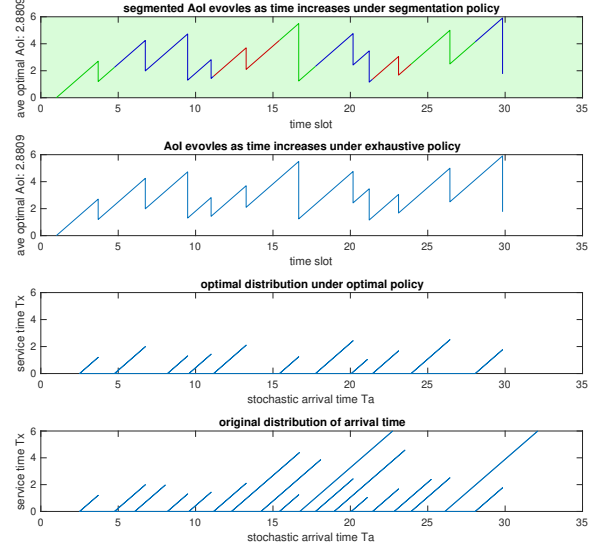 segmented AoI evovles as time increases under segmentation policy
ave optimal AoI: 2.8809
6
4
2
0
0 5 10 15 20 25 30 35
time slot
AoI evovles as time increases under exhaustive policy
ave optimal AoI: 2.8809
6
4
2
0
0 5 10 15 20 25 30 35
time slot
optimal distribution under optimal policy
service time Tx
6
4
2
0
0 5 10 15 20 25 30 35
stochastic arrival time Ta
original distribution of arrival time
service time Tx
6
4
2
0
0 5 10 15 20 25 30 35
stochastic arrival time Ta